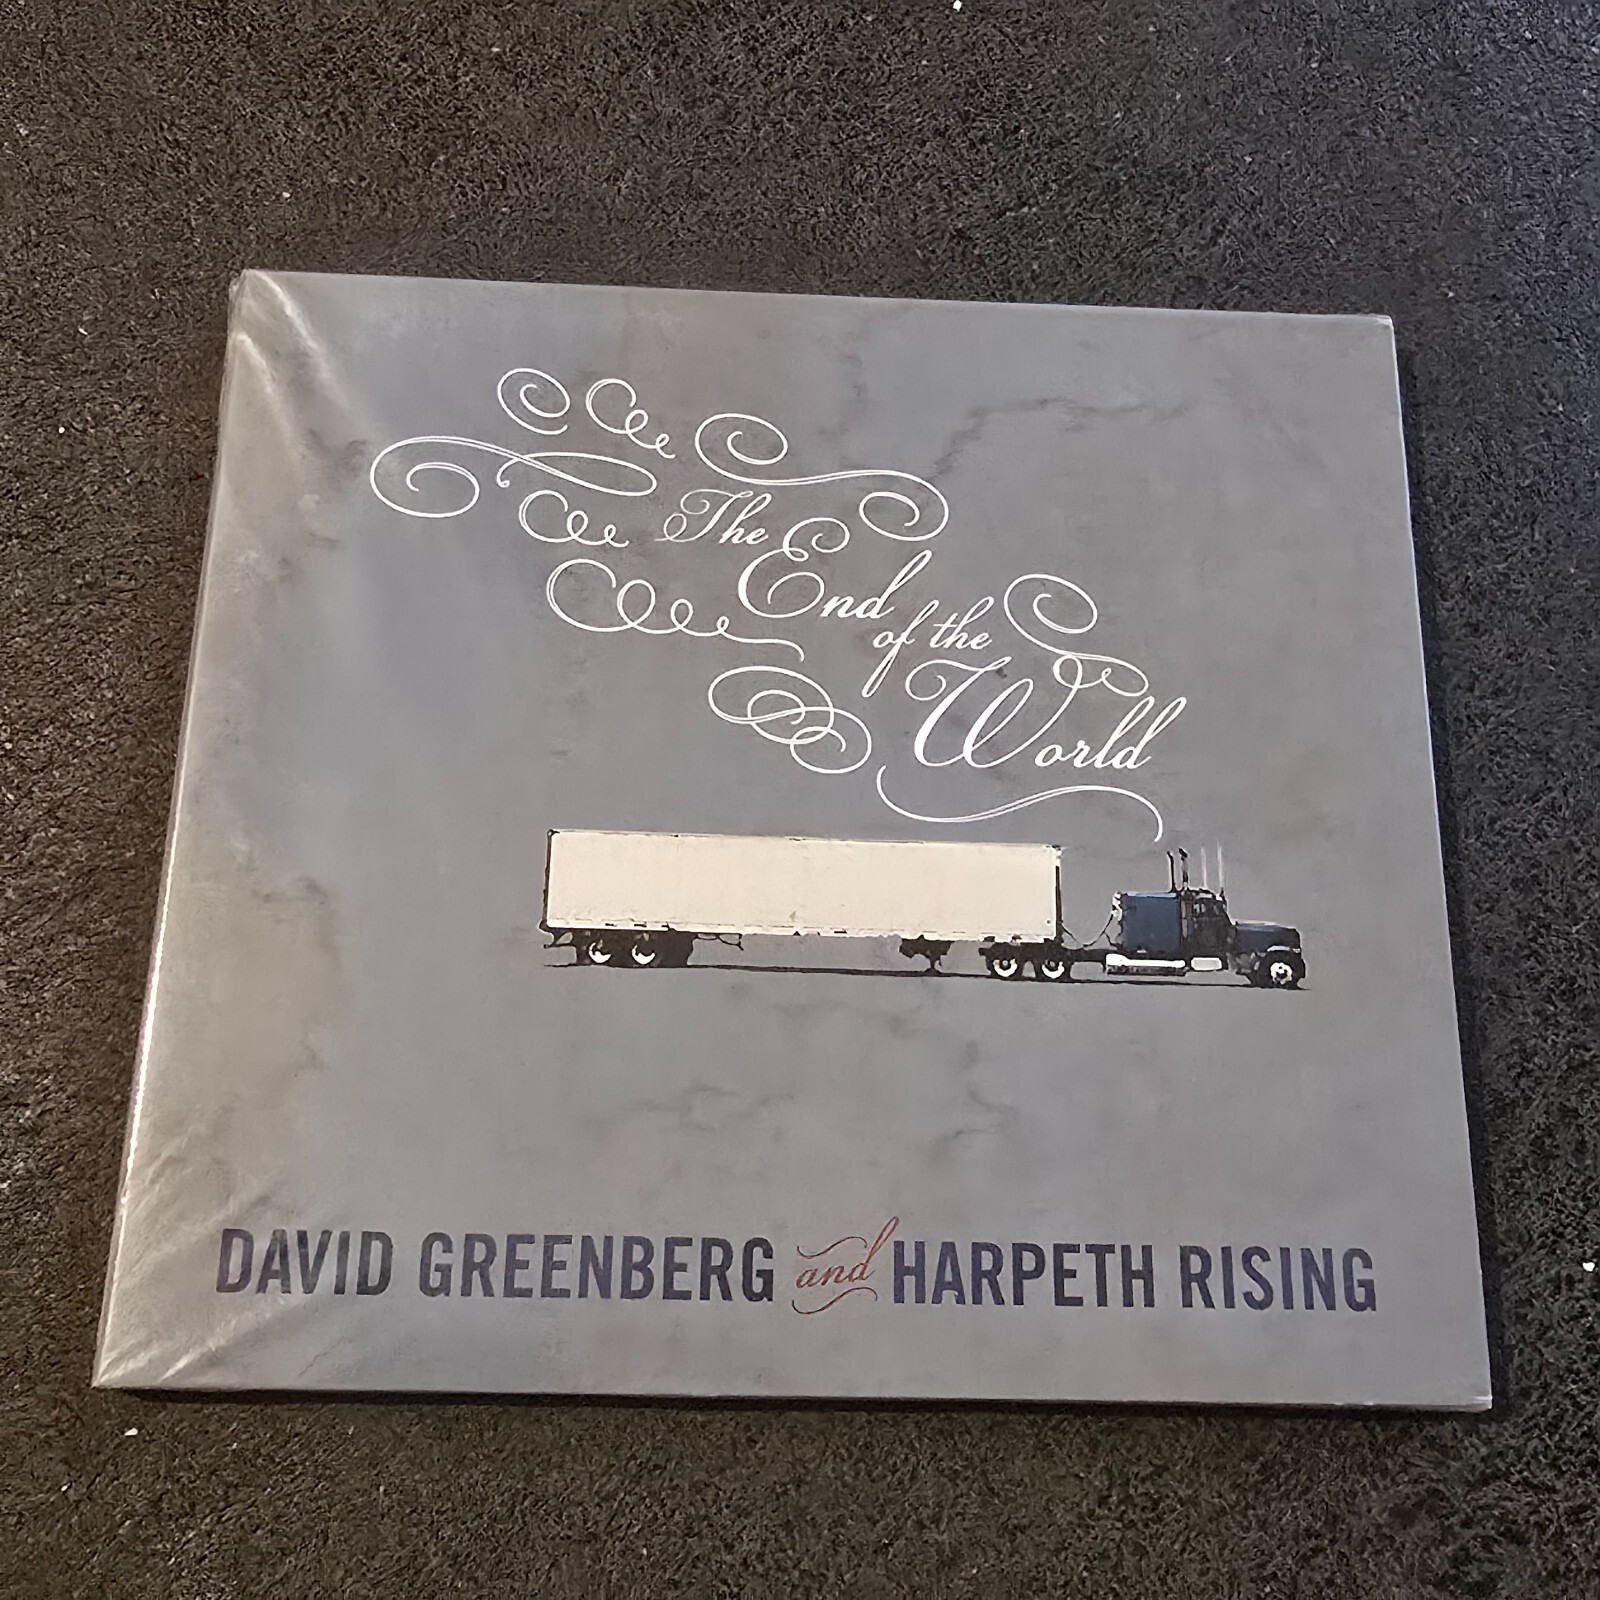 The
End
of the
World
DAVID GREENBERG and HARPETH RISING